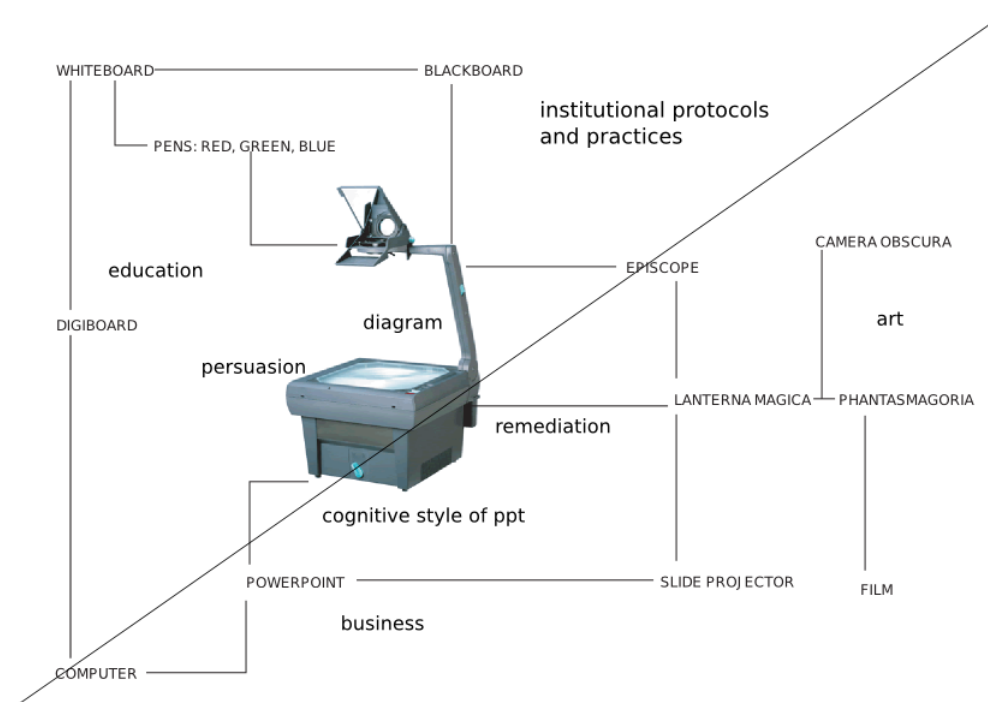 WHITEBOARD
BLACKBOARD
institutional protocols
and practices
PENS: RED, GREEN, BLUE
CAMERA OBSCURA
education
EPISCOPE
diagram
art
DIGIBOARD
persuasion
LANTERNA MAGICA
PHANTASMAGORIA
remediation
cognitive style of ppt
POWERPOINT
SLIDE PROJECTOR
FILM
business
COMPUTER